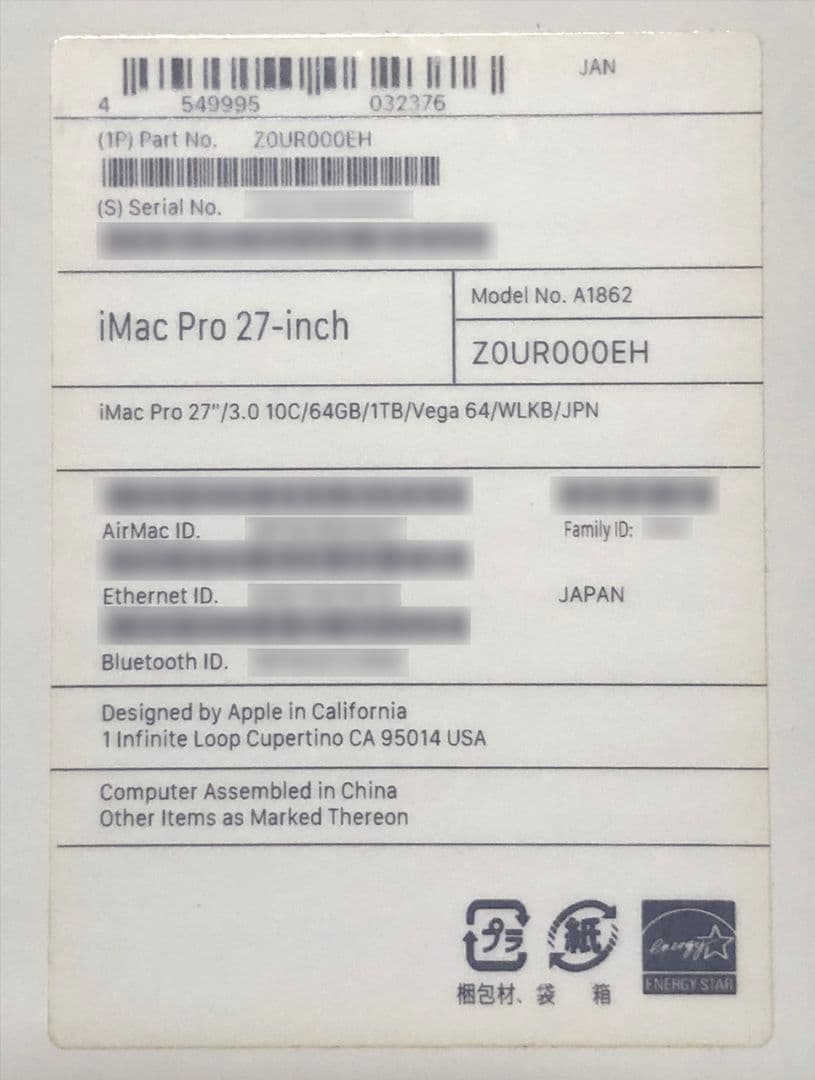 JAN
4 549995 032376
(1P) Part No. Z0UR000EH
(S) Serial No.
iMac Pro 27-inch
Model No. A1862
Z0UR000EH
iMac Pro 27"/3.0 10C/64GB/1TB/Vega 64/WLKB/JPN
AirMac ID.
Family ID:
Ethernet ID.
JAPAN
Bluetooth ID.
Designed by Apple in California
1 Infinite Loop Cupertino CA 95014 USA
Computer Assembled in China
Other Items as Marked Thereon
プラ
紙
energy
ENERGY STAR
梱包材、袋 箱